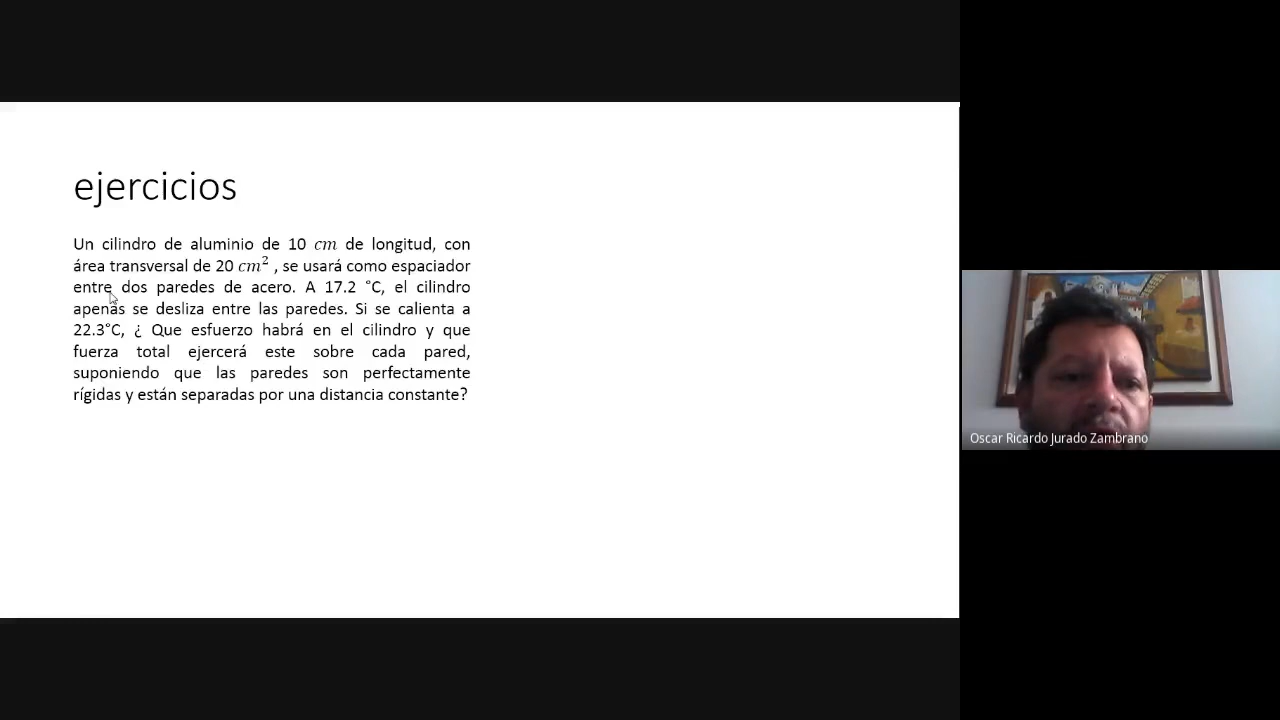 ejercicios
Un cilindro de aluminio de 10 cm de longitud, con
área transversal de 20 cm² , se usará como espaciador
entre dos paredes de acero. A 17.2 °C, el cilindro
apenas se desliza entre las paredes. Si se calienta a
22.3°C, ¿ Que esfuerzo habrá en el cilindro y que
fuerza total ejercerá este sobre cada pared,
suponiendo que las paredes son perfectamente
rígidas y están separadas por una distancia constante?
Oscar Ricardo Jurado Zambrano